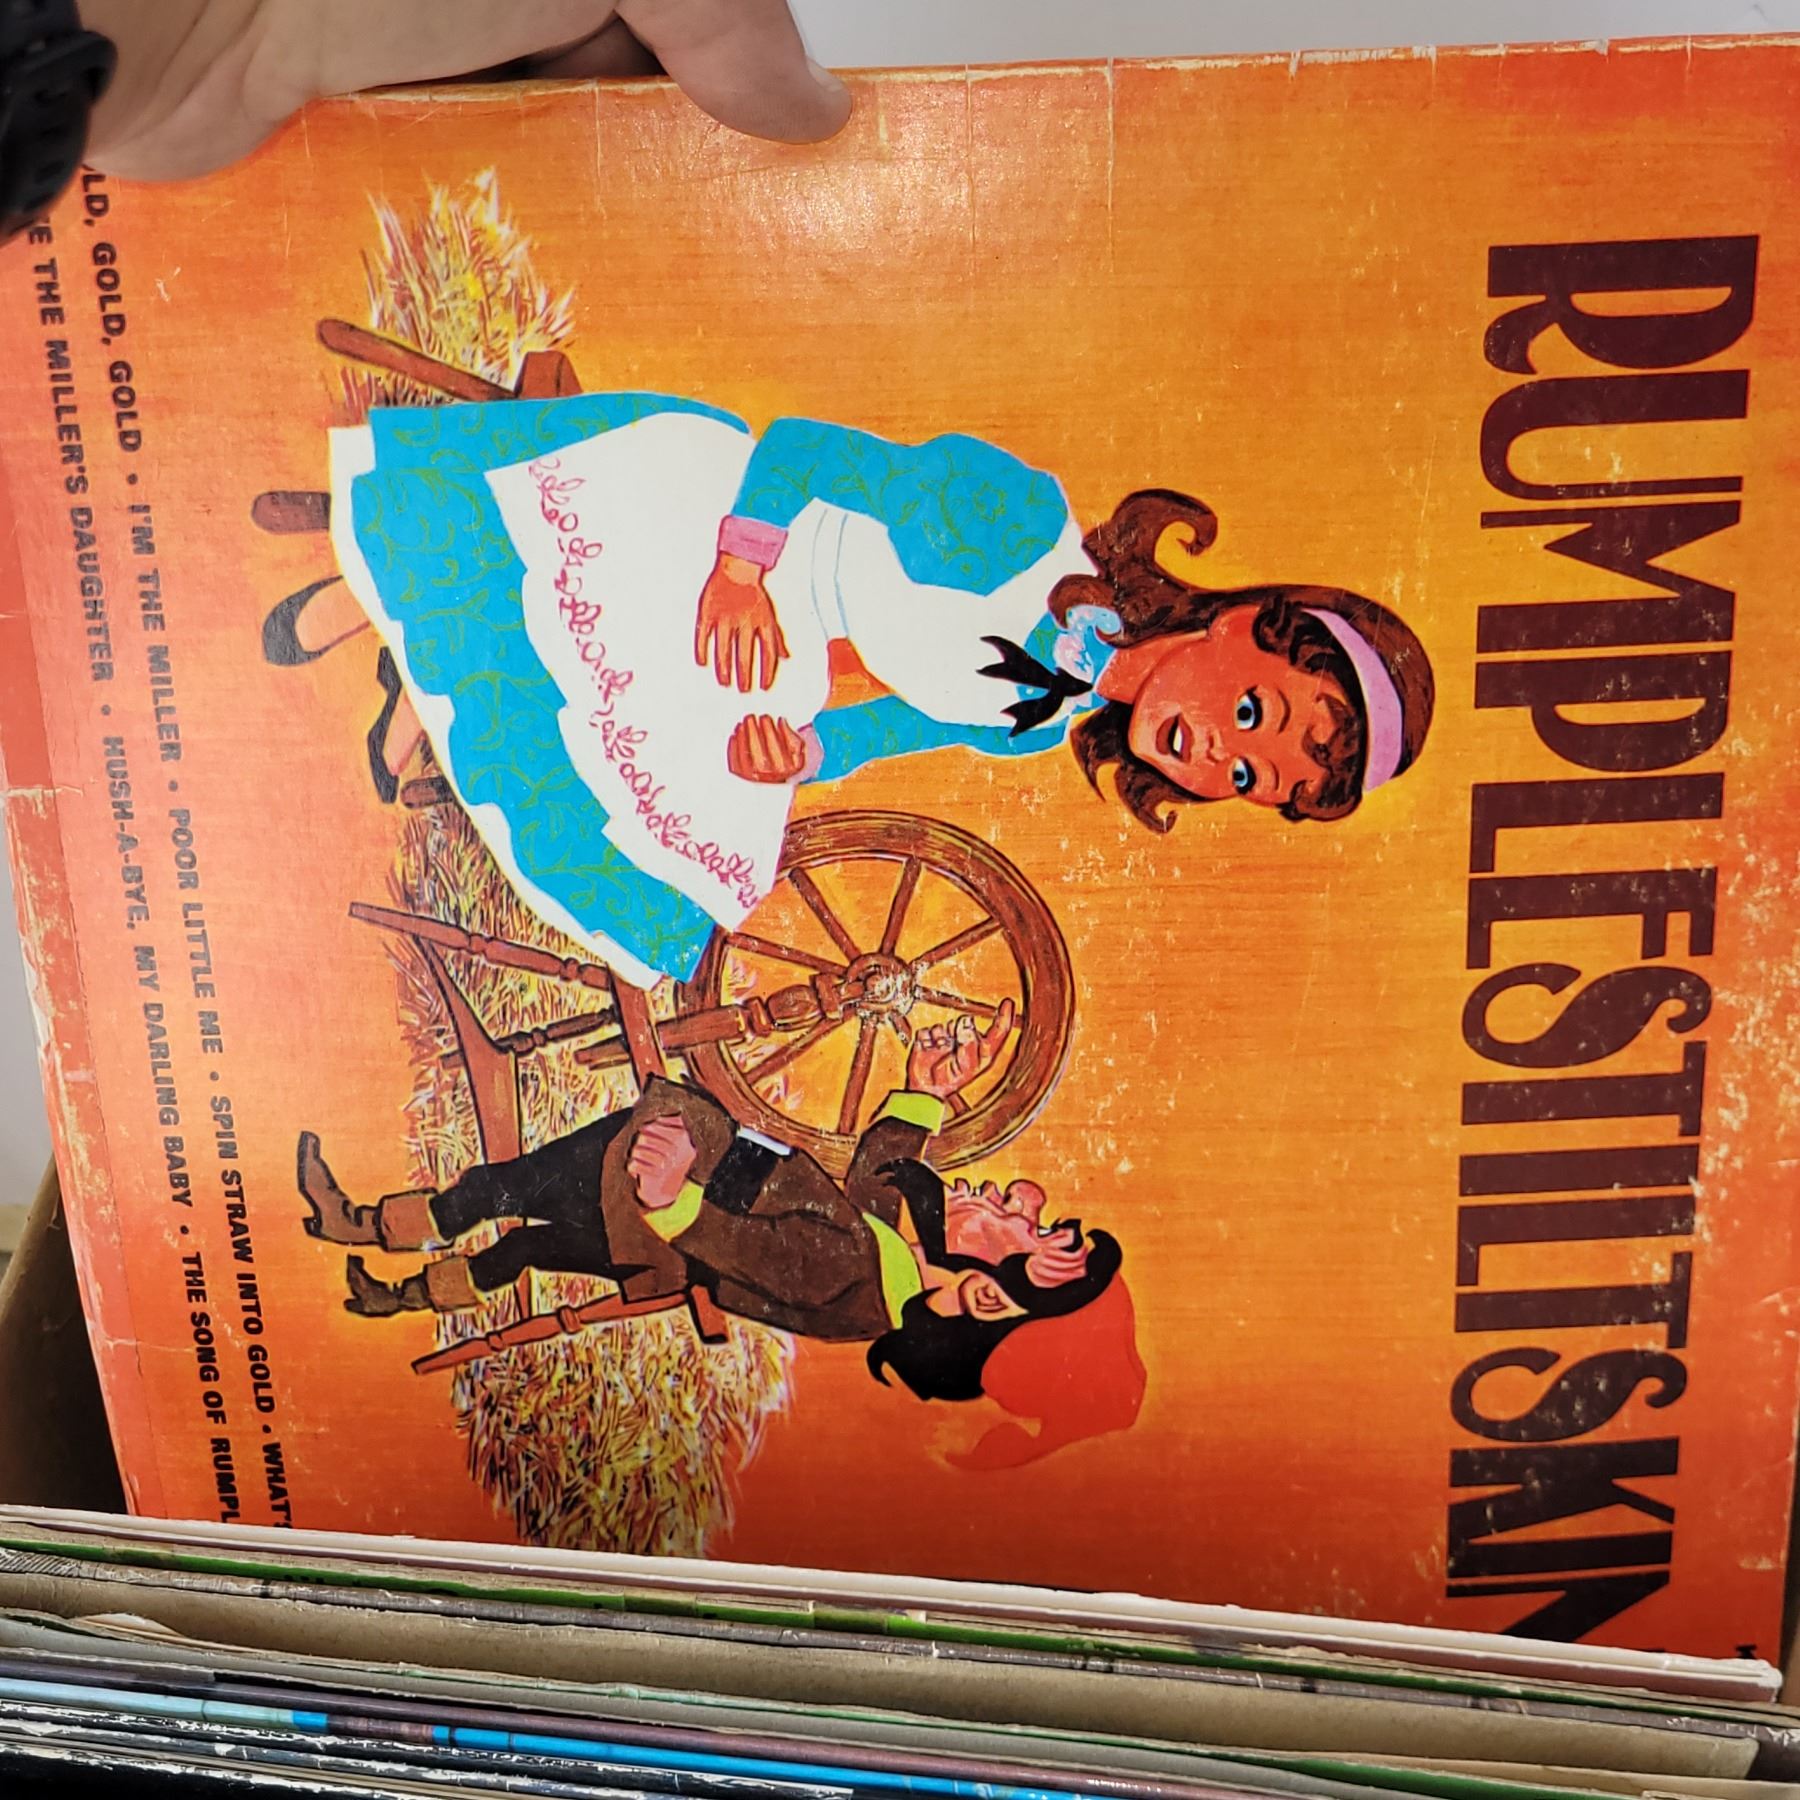 RUMPLESTILTSKIN
GOLD, GOLD • I'M THE MILLER • POOR LITTLE ME • SPIN STRAW INTO GOLD • WHAT'S
THE MILLER'S DAUGHTER • HUSH-A-BYE, MY DARLING BABY • THE SONG OF RUMPL